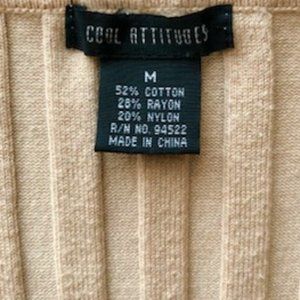 COOL ATTITUDES
M
52% COTTON
28% RAYON
20% NYLON
R/N NO. 94522
MADE IN CHINA